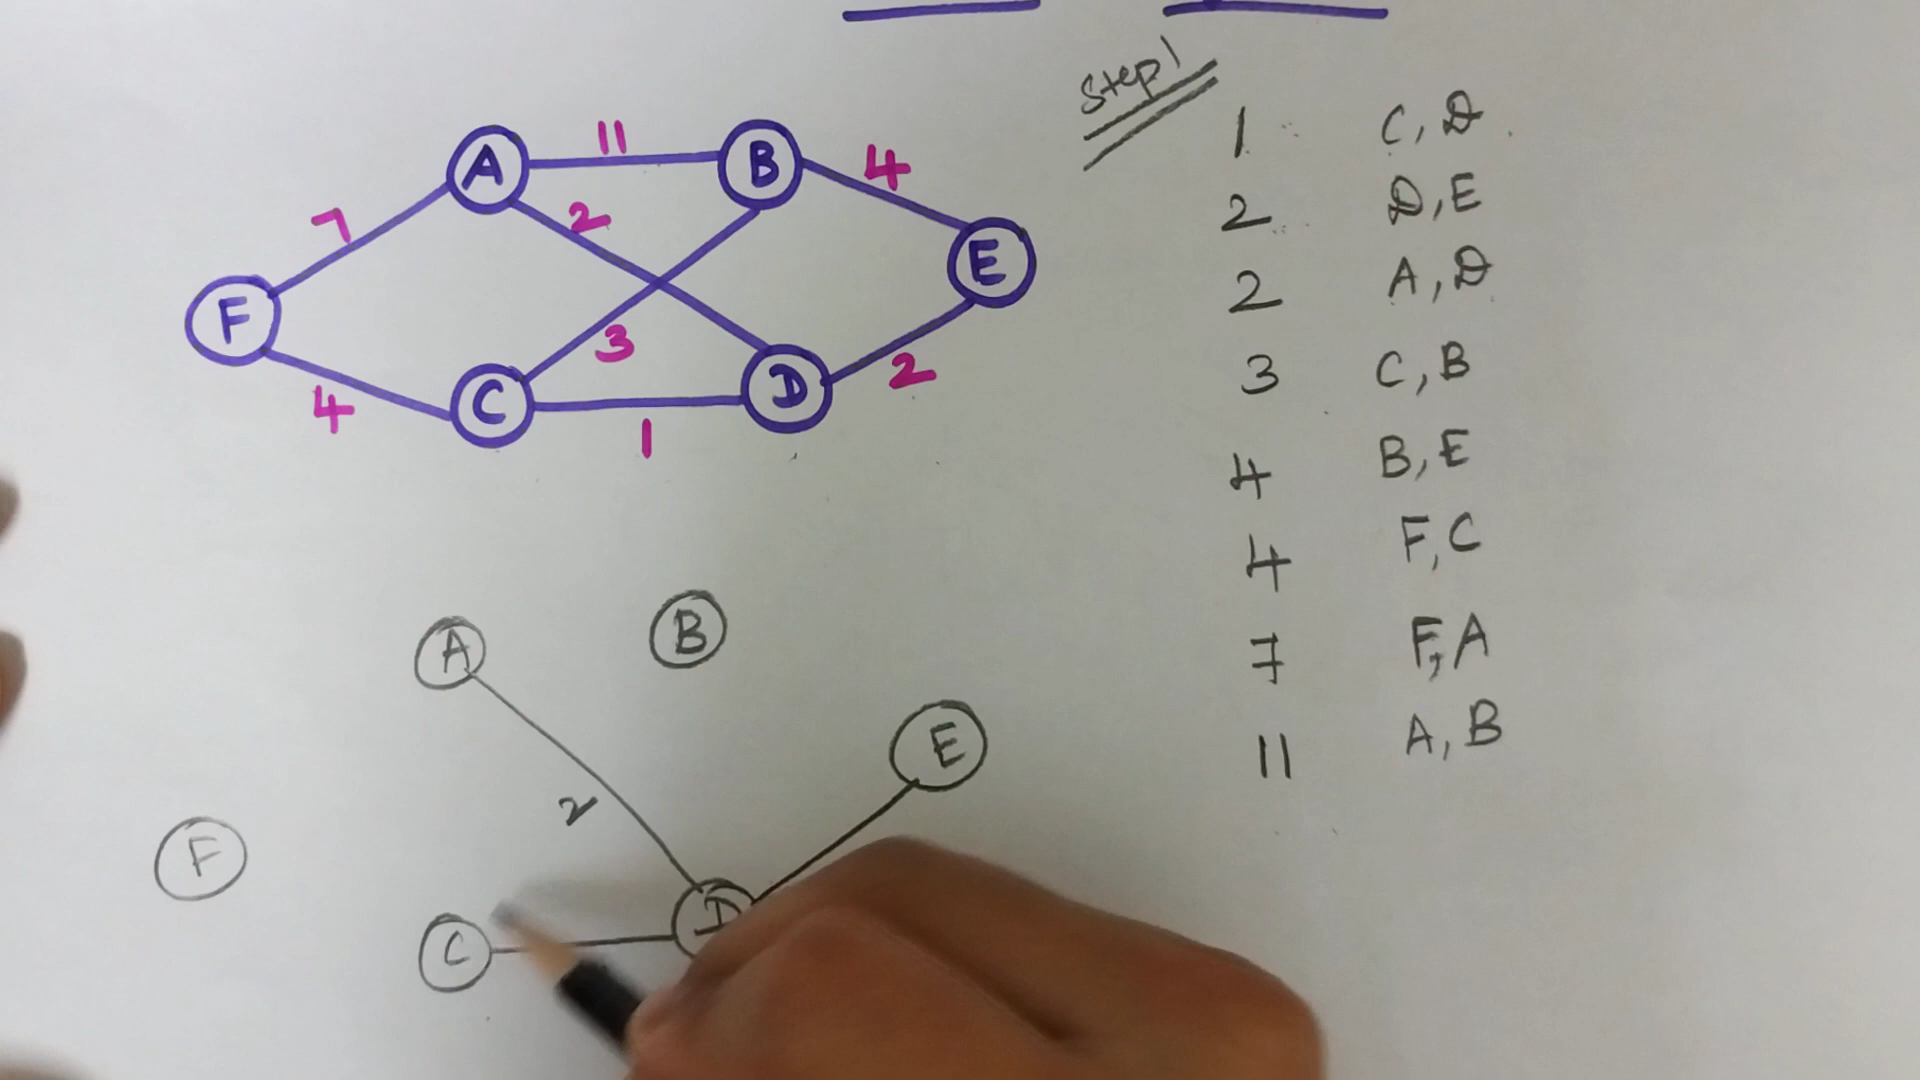 Step 1
1 C, D
2 D, E
2 A, D
3 C, B
4 B, E
4 F, C
7 F, A
11 A, B
A 11 B 4
7 2
E
F
3
4 C 1 D 2
A B
E
2
F
D
C